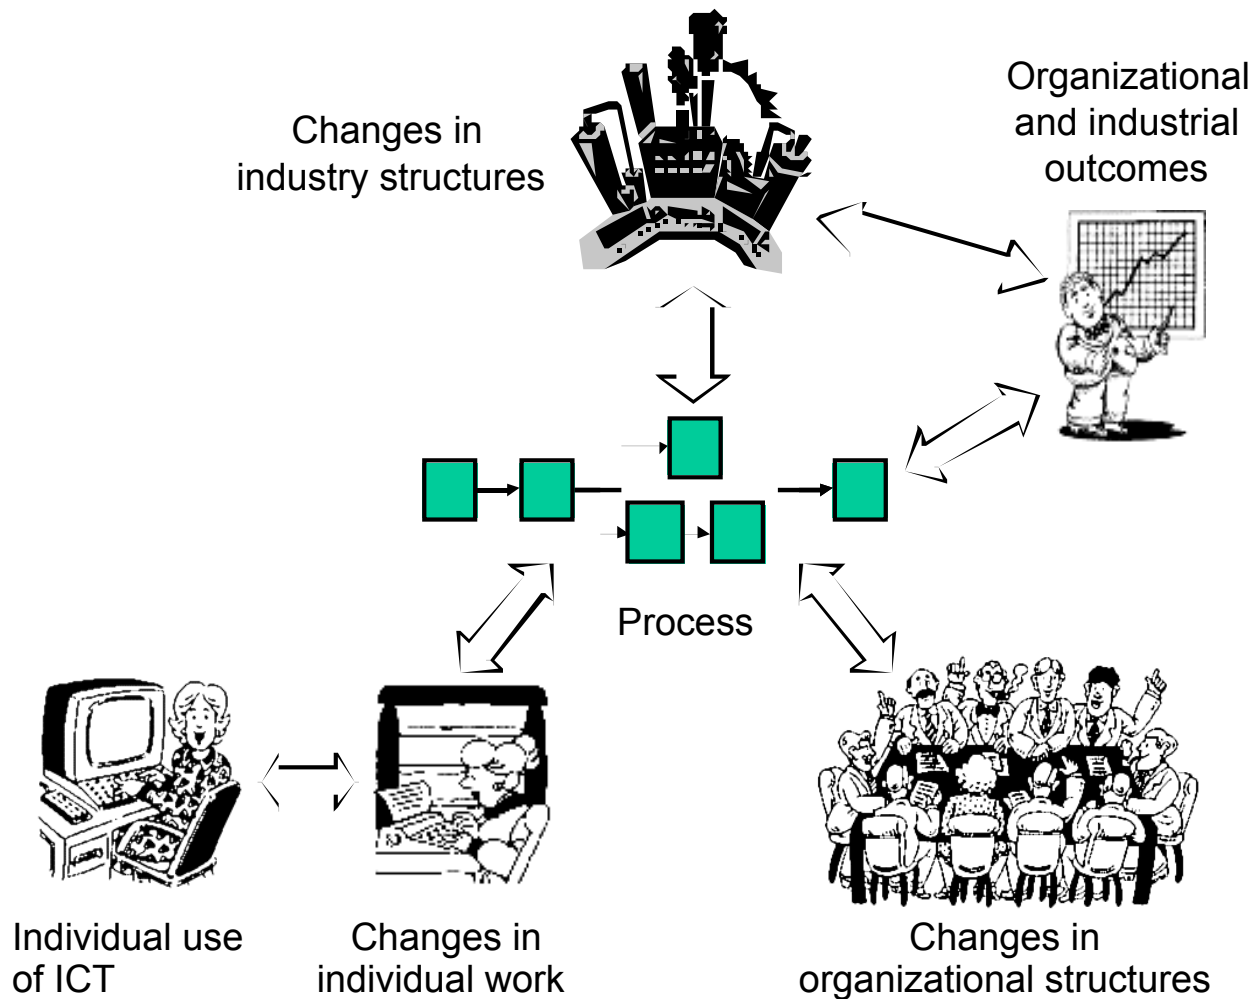 Organizational
and industrial
outcomes
Changes in
industry structures
Process
Individual use
of ICT
Changes in
individual work
Changes in
organizational structures